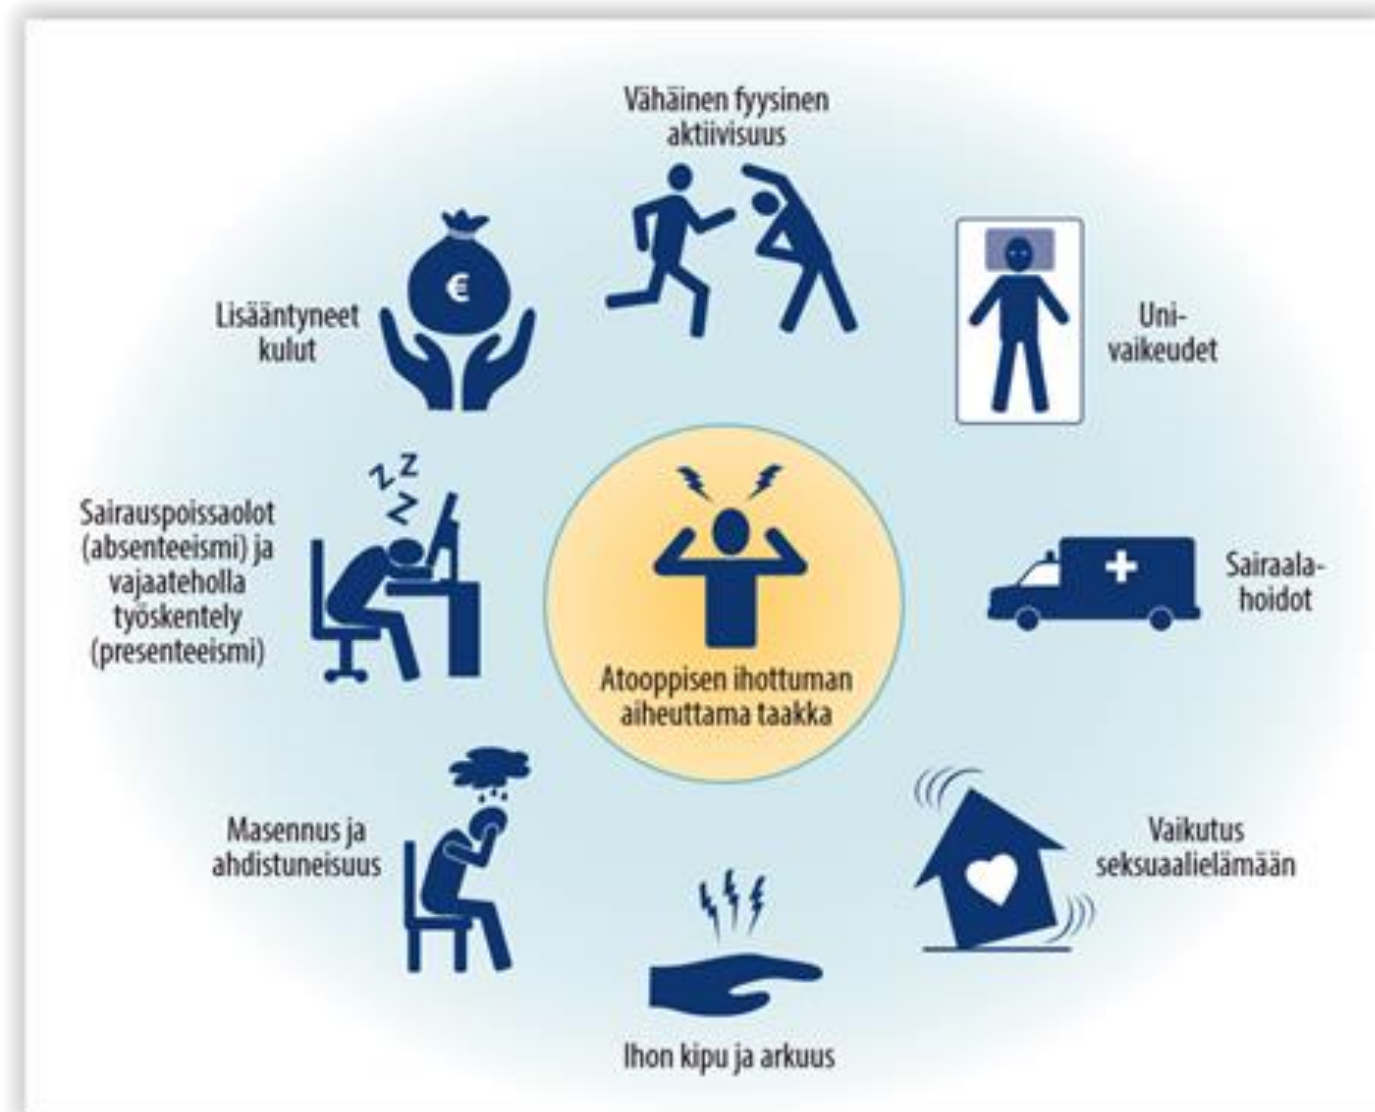 Vähäinen fyysinen
aktiivisuus
€
Lisääntyneet
kulut
Uni-
vaikeudet
z z
z
Sairauspoissaolot
(absenteeismi) ja
vajaateholla
työskentely
(presenteeismi)
Sairaala-
hoidot
Atooppisen ihottuman
aiheuttama taakka
Masennus ja
ahdistuneisuus
Vaikutus
seksuaalielämään
Ihon kipu ja arkuus